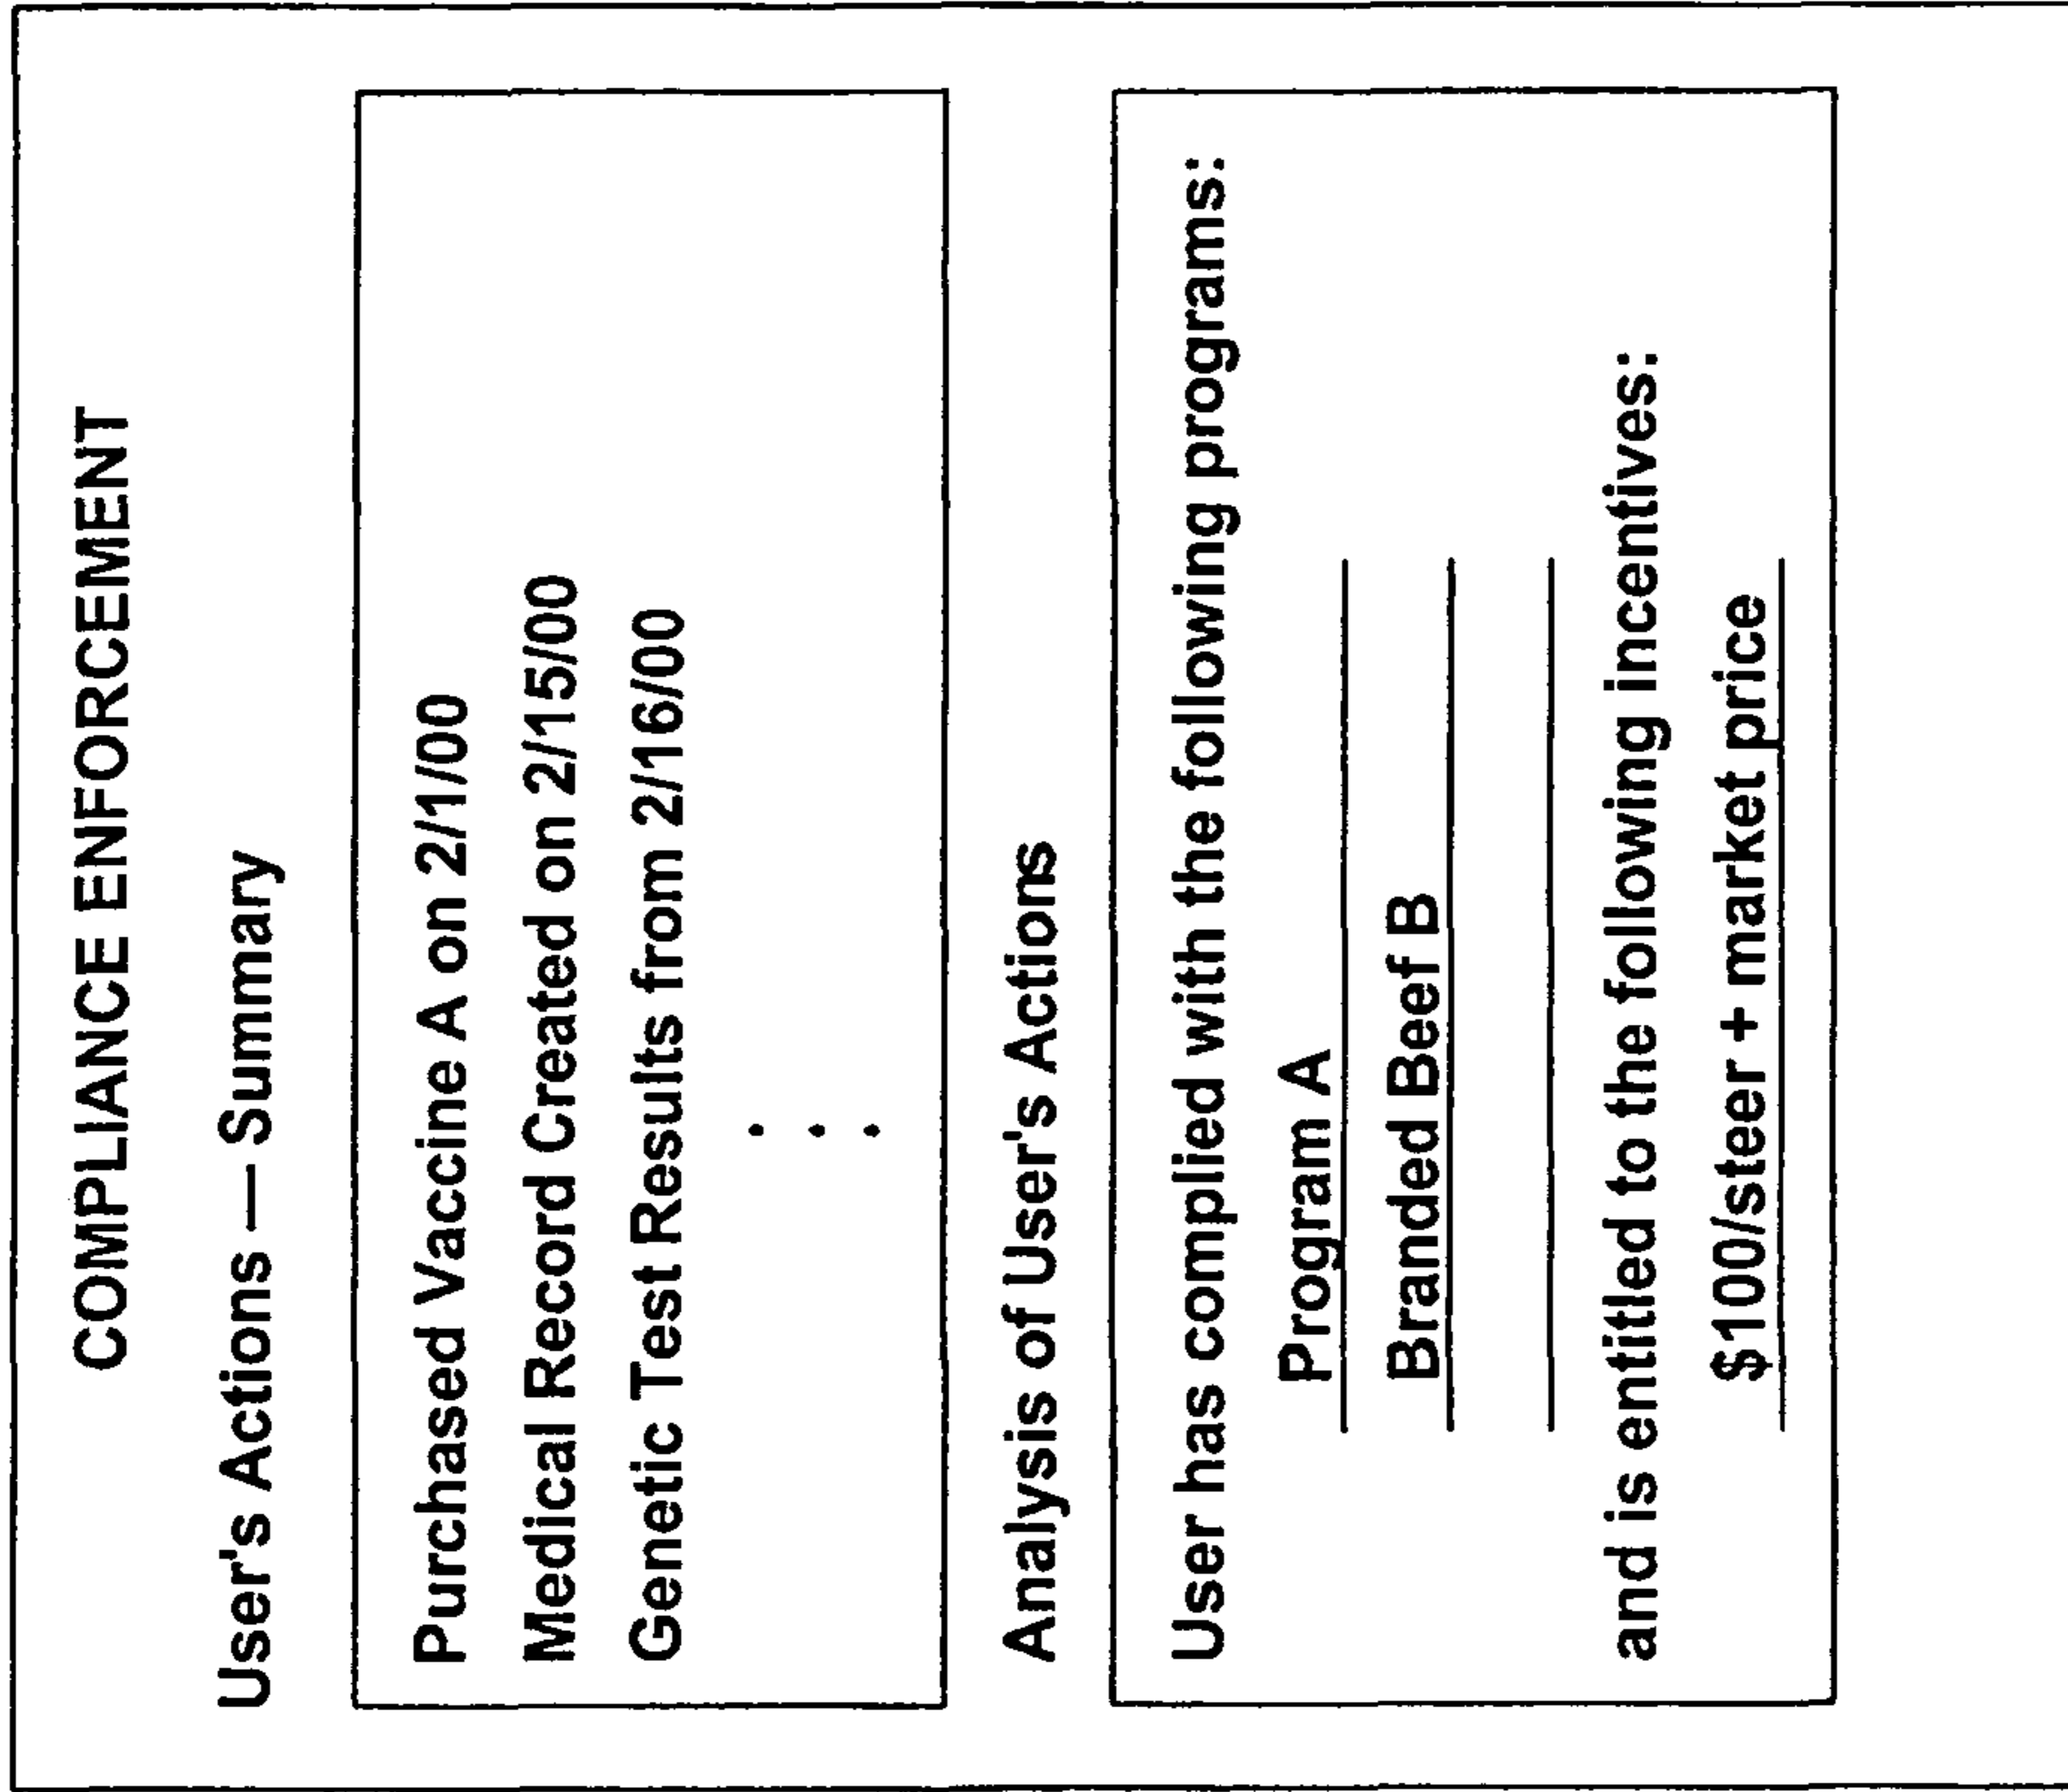 COMPLIANCE ENFORCEMENT
User's Actions — Summary
Purchased Vaccine A on 2/1/00
Medical Record Created on 2/15/00
Genetic Test Results from 2/16/00
Analysis of User's Actions
User has complied with the following programs:
Program A
Branded Beef B
and is entitled to the following incentives:
$100/steer + market price